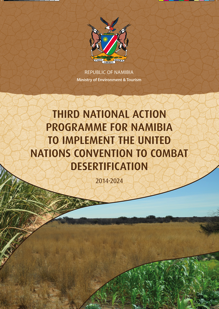 REPUBLIC OF NAMIBIA
Ministry of Environment & Tourism
THIRD NATIONAL ACTION
PROGRAMME FOR NAMIBIA
TO IMPLEMENT THE UNITED
NATIONS CONVENTION TO COMBAT
DESERTIFICATION
2014-2024